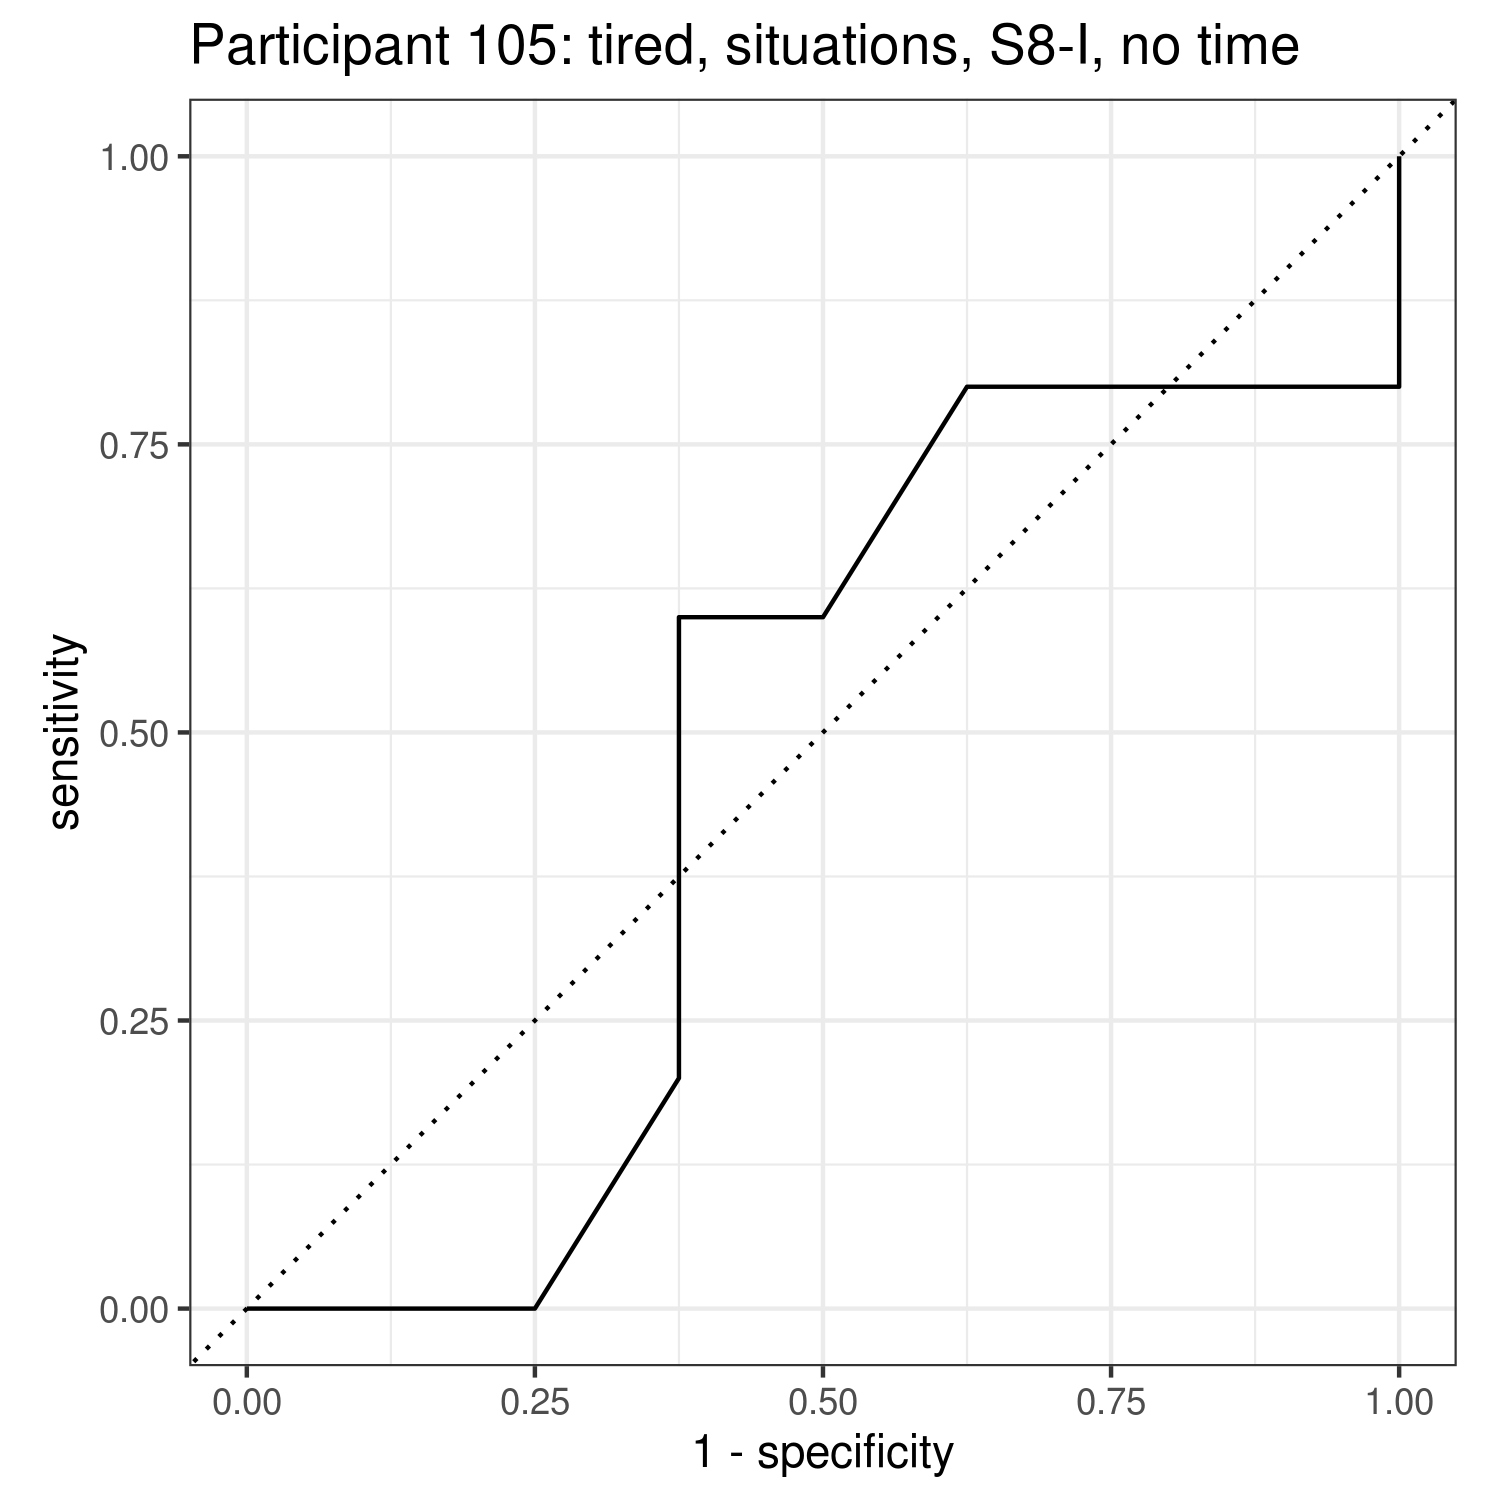 Participant 105: tired, situations, S8-I, no time
1.00
0.75
0.50
0.25
0.00
sensitivity
0.00 0.25 0.50 0.75 1.00
1 - specificity